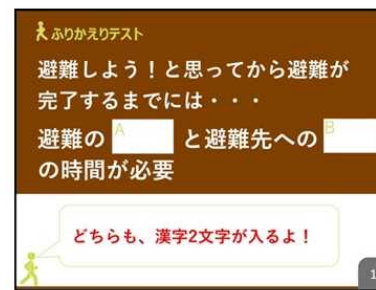 ふりかえりテスト
避難しよう！と思ってから避難が
完了するまでには・・・
避難の A と避難先への B
の時間が必要
どちらも、漢字2文字が入るよ！
1